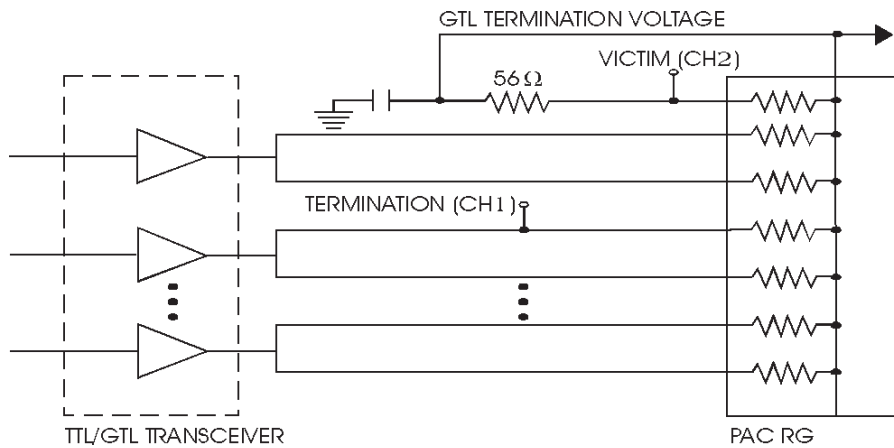 GTL TERMINATION VOLTAGE
VICTIM (CH2)
56Ω
TERMINATION (CH1)
TTL/GTL TRANSCEIVER
PAC RG